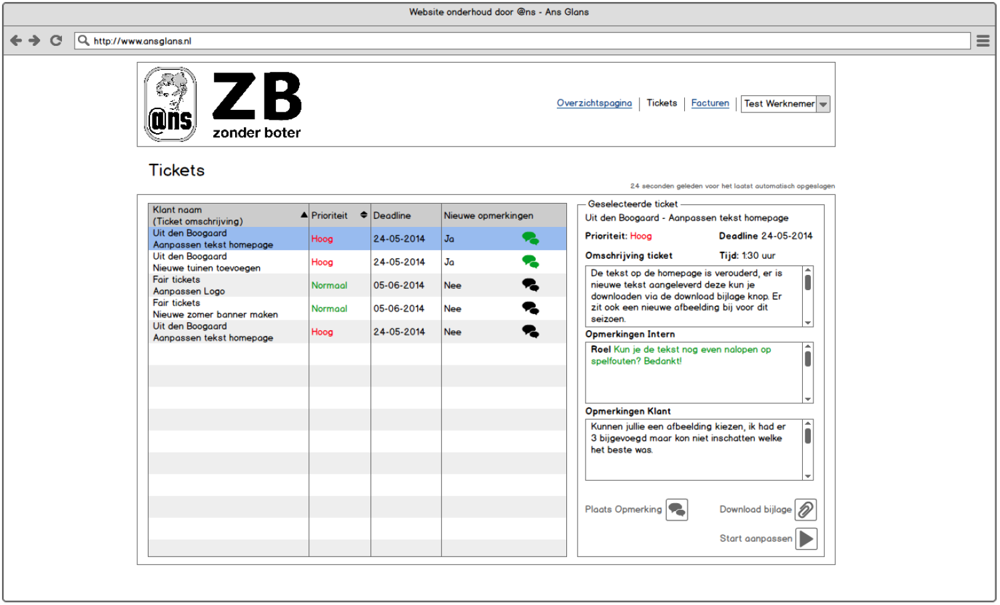 Website onderhoud door @ns - Ans Glans
http://www.ansglans.nl
@ns
ZB
zonder boter
Overzichtspagina
Tickets
Facturen
Test Werknemer
Tickets
24 seconden geleden voor het laatst automatisch opgeslagen
Klant naam
(Ticket omschrijving)
Prioriteit
Deadline
Nieuwe opmerkingen
Uit den Boogaard
Aanpassen tekst homepage
Hoog
24-05-2014
Ja
Uit den Boogaard
Nieuwe tuinen toevoegen
Hoog
24-05-2014
Ja
Fair tickets
Aanpassen Logo
Normaal
05-06-2014
Nee
Fair tickets
Nieuwe zomer banner maken
Normaal
05-06-2014
Nee
Uit den Boogaard
Aanpassen tekst homepage
Hoog
24-05-2014
Nee
Geselecteerde ticket
Uit den Boogaard - Aanpassen tekst homepage
Prioriteit: Hoog
Deadline 24-05-2014
Omschrijving ticket
Tijd: 1:30 uur
De tekst op de homepage is verouderd, er is
nieuwe tekst aangeleverd deze kun je
downloaden via de download bijlage knop. Er
zit ook een nieuwe afbeelding bij voor dit
seizoen.
Opmerkingen Intern
Roel Kun je de tekst nog even nalopen op
spelfouten? Bedankt!
Opmerkingen Klant
Kunnen jullie een afbeelding kiezen, ik had er
3 bijgevoegd maar kon niet inschatten welke
het beste was.
Plaats Opmerking
Download bijlage
Start aanpassen